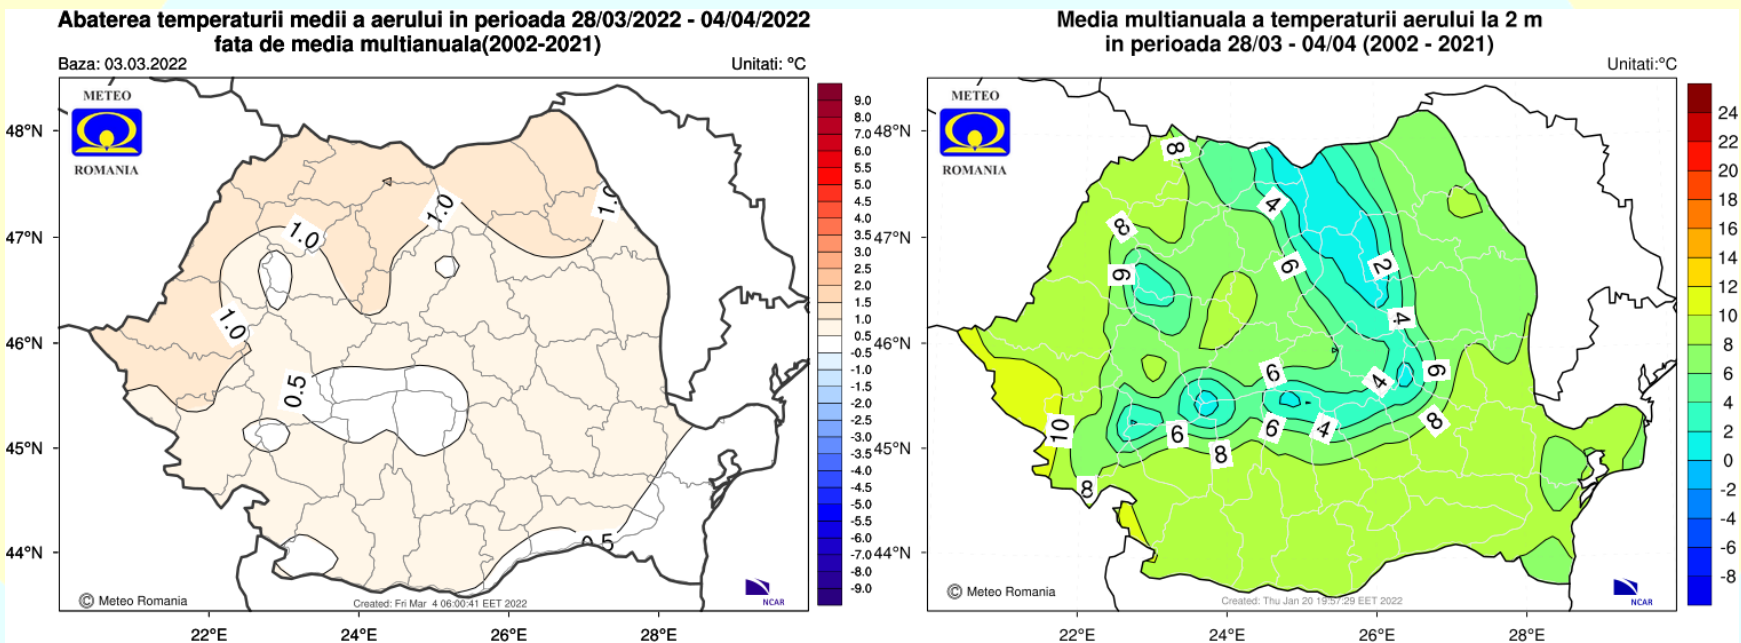 Abaterea temperaturii medii a aerului in perioada 28/03/2022 - 04/04/2022
fata de media multianuala(2002-2021)
Baza: 03.03.2022
Unitati: °C
METEO
ROMANIA
48°N
47°N
46°N
45°N
44°N
1.0
1.0
1.0
1.0
0.5
0.5
9.0
8.0
7.0
6.0
5.5
5.0
4.5
4.0
3.5
3.0
2.5
2.0
1.5
1.0
0.5
-0.5
-1.0
-1.5
-2.0
-2.5
-3.0
-3.5
-4.0
-4.5
-5.0
-5.5
-6.0
-7.0
-8.0
-9.0
© Meteo Romania
Created: Fri Mar 4 06:00:41 EET 2022
NCAR
22°E
24°E
26°E
28°E
Media multianuala a temperaturii aerului la 2 m
in perioada 28/03 - 04/04 (2002 - 2021)
Unitati:°C
METEO
ROMANIA
48°N
47°N
46°N
45°N
44°N
8
4
8
6
6
2
4
6
6
4
8
10
6
6
4
8
8
24
22
20
18
16
14
12
10
8
6
4
2
0
-2
-4
-6
-8
© Meteo Romania
Created: Thu Jan 20 19:57:29 EET 2022
NCAR
22°E
24°E
26°E
28°E